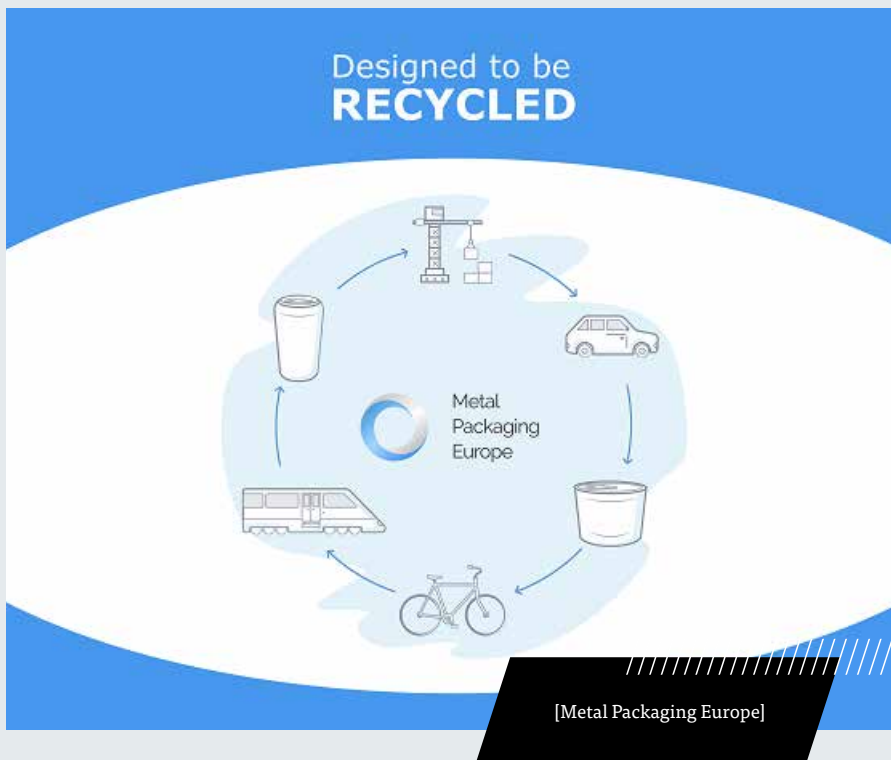 Designed to be
RECYCLED
Metal
Packaging
Europe
[Metal Packaging Europe]